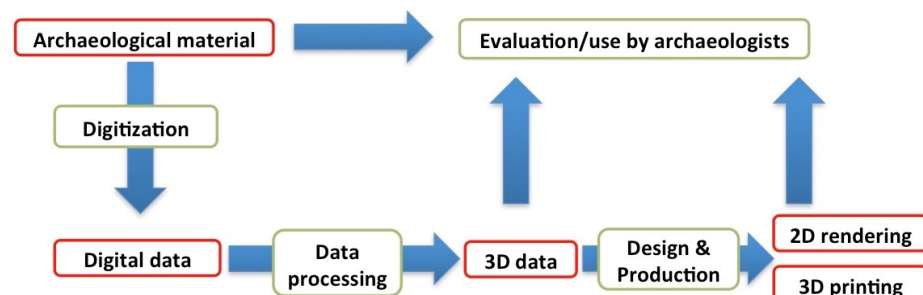 Archaeological material
Evaluation/use by archaeologists
Digitization
Digital data
Data
processing
3D data
Design &
Production
2D rendering
3D printing